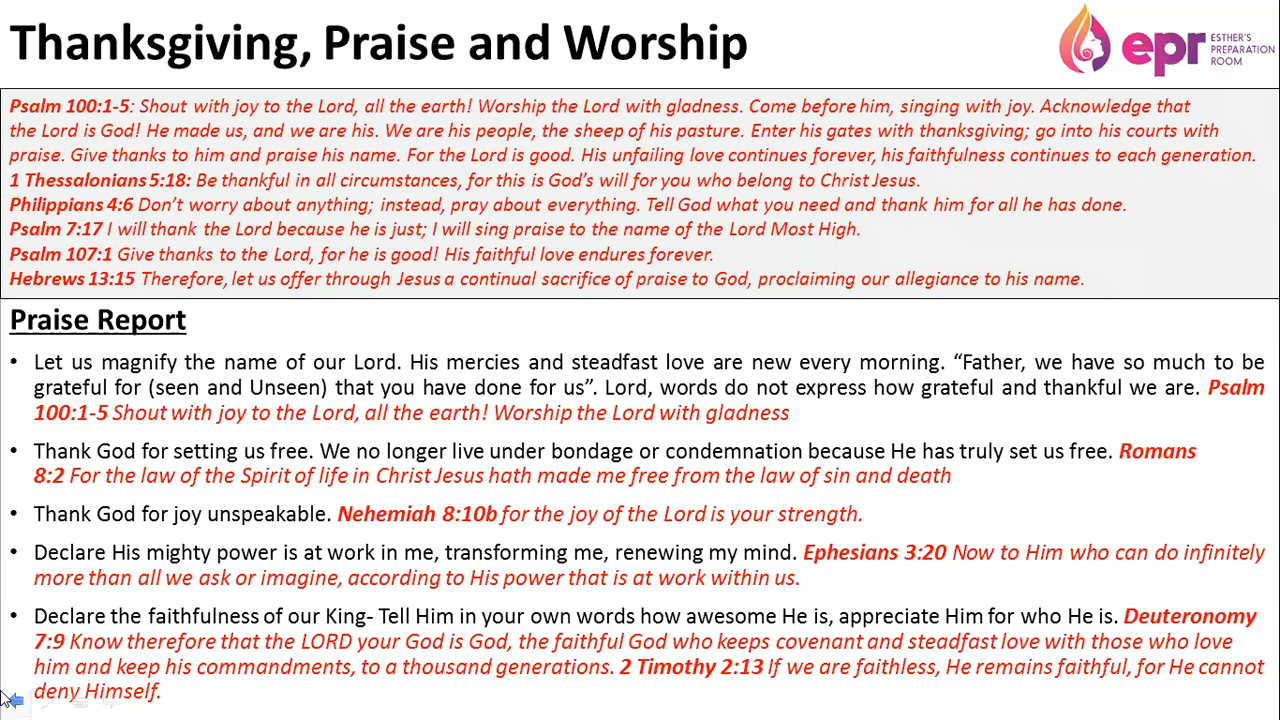 Thanksgiving, Praise and Worship
epr ESTHER'S
PREPARATION
ROOM
Psalm 100:1-5: Shout with joy to the Lord, all the earth! Worship the Lord with gladness. Come before him, singing with joy. Acknowledge that
the Lord is God! He made us, and we are his. We are his people, the sheep of his pasture. Enter his gates with thanksgiving; go into his courts with
praise. Give thanks to him and praise his name. For the Lord is good. His unfailing love continues forever, his faithfulness continues to each generation.
1 Thessalonians 5:18: Be thankful in all circumstances, for this is God’s will for you who belong to Christ Jesus.
Philippians 4:6 Don’t worry about anything; instead, pray about everything. Tell God what you need and thank him for all he has done.
Psalm 7:17 I will thank the Lord because he is just; I will sing praise to the name of the Lord Most High.
Psalm 107:1 Give thanks to the Lord, for he is good! His faithful love endures forever.
Hebrews 13:15 Therefore, let us offer through Jesus a continual sacrifice of praise to God, proclaiming our allegiance to his name.
Praise Report
• Let us magnify the name of our Lord. His mercies and steadfast love are new every morning. “Father, we have so much to be
grateful for (seen and Unseen) that you have done for us”. Lord, words do not express how grateful and thankful we are. Psalm
100:1-5 Shout with joy to the Lord, all the earth! Worship the Lord with gladness
• Thank God for setting us free. We no longer live under bondage or condemnation because He has truly set us free. Romans
8:2 For the law of the Spirit of life in Christ Jesus hath made me free from the law of sin and death
• Thank God for joy unspeakable. Nehemiah 8:10b for the joy of the Lord is your strength.
• Declare His mighty power is at work in me, transforming me, renewing my mind. Ephesians 3:20 Now to Him who can do infinitely
more than all we ask or imagine, according to His power that is at work within us.
• Declare the faithfulness of our King- Tell Him in your own words how awesome He is, appreciate Him for who He is. Deuteronomy
7:9 Know therefore that the LORD your God is God, the faithful God who keeps covenant and steadfast love with those who love
him and keep his commandments, to a thousand generations. 2 Timothy 2:13 If we are faithless, He remains faithful, for He cannot
deny Himself.